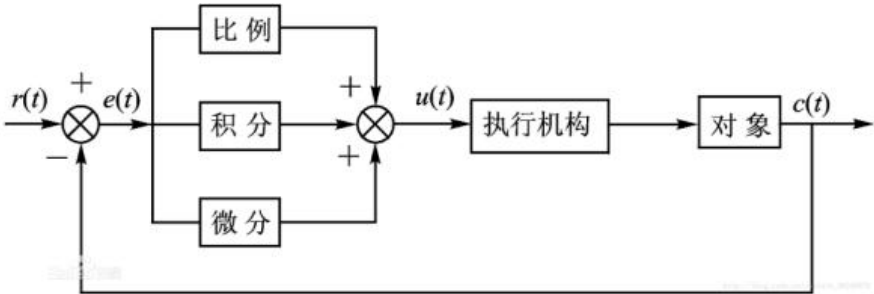 比例
r(t)
+
e(t)
积分
+
u(t)
执行机构
对象
c(t)
−
+
微分